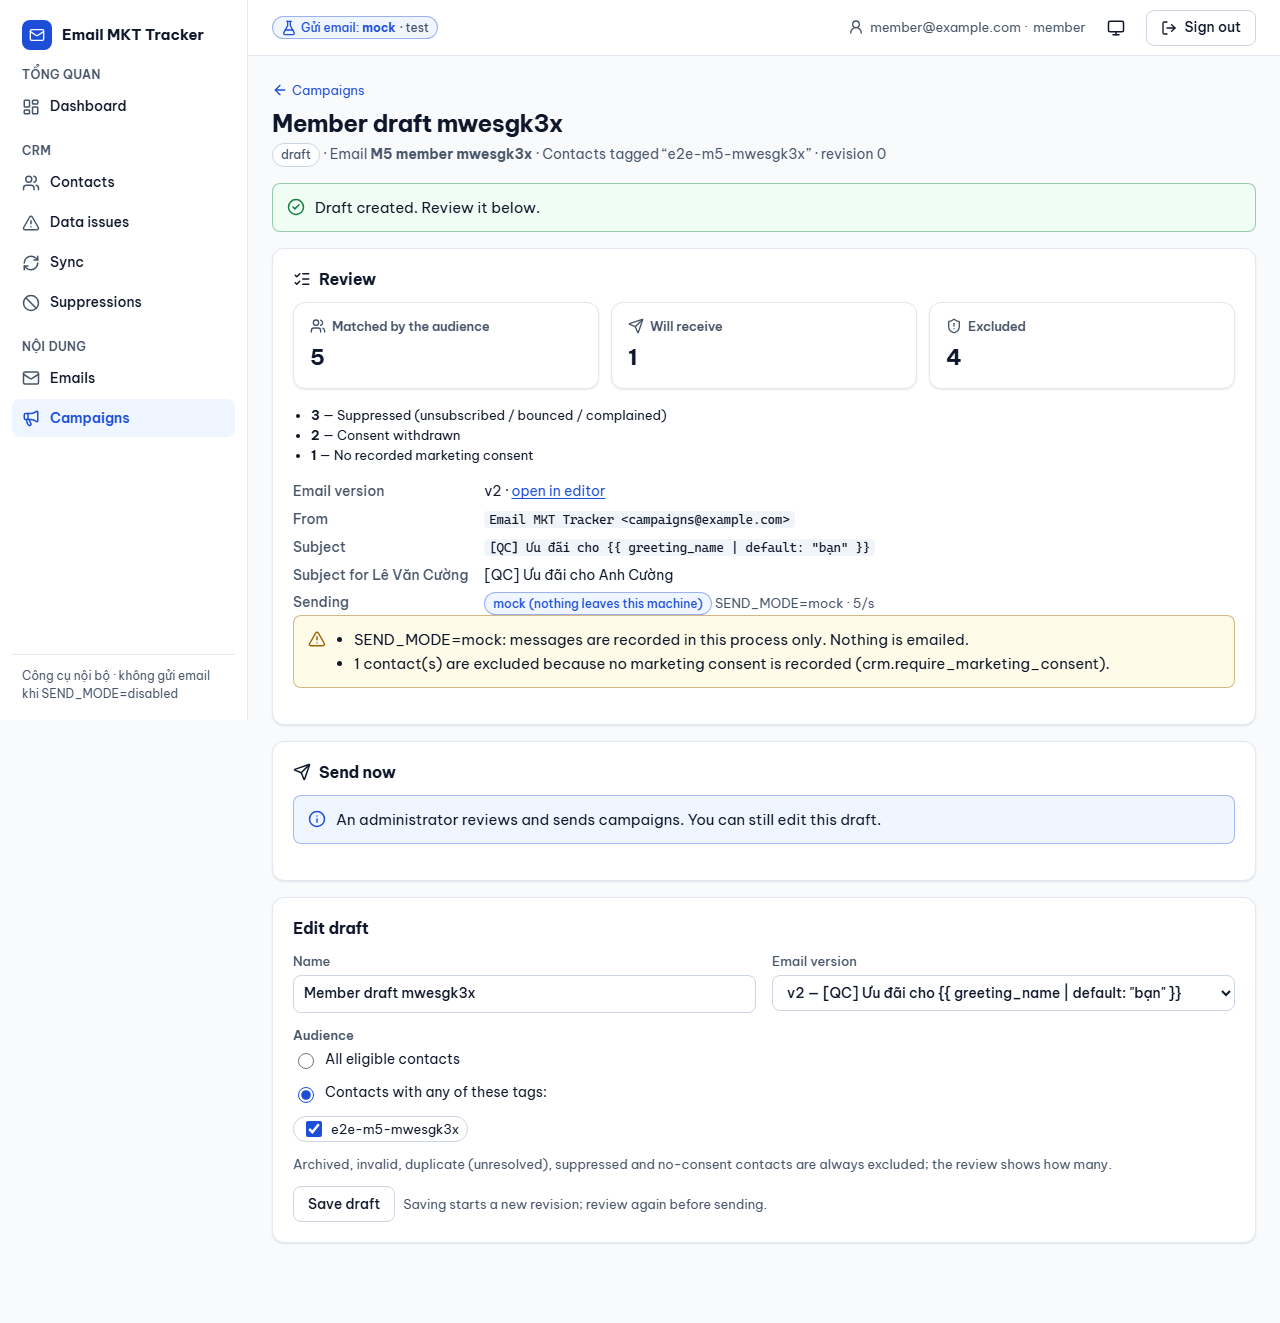 Email MKT Tracker
TỔNG QUAN
Dashboard
CRM
Contacts
Data issues
Sync
Suppressions
NỘI DUNG
Emails
Campaigns
Công cụ nội bộ · không gửi email
khi SEND_MODE=disabled
Gửi email: mock · test
member@example.com · member
Sign out
Campaigns
Member draft mwesgk3x
draft · Email M5 member mwesgk3x · Contacts tagged “e2e-m5-mwesgk3x” · revision 0
Draft created. Review it below.
Review
Matched by the audience
5
Will receive
1
Excluded
4
3 — Suppressed (unsubscribed / bounced / complained)
2 — Consent withdrawn
1 — No recorded marketing consent
Email version v2 · open in editor
From Email MKT Tracker <campaigns@example.com>
Subject [QC] Ưu đãi cho {{ greeting_name | default: "bạn" }}
Subject for Lê Văn Cường [QC] Ưu đãi cho Anh Cường
Sending mock (nothing leaves this machine) SEND_MODE=mock · 5/s
SEND_MODE=mock: messages are recorded in this process only. Nothing is emailed.
1 contact(s) are excluded because no marketing consent is recorded (crm.require_marketing_consent).
Send now
An administrator reviews and sends campaigns. You can still edit this draft.
Edit draft
Name
Member draft mwesgk3x
Email version
v2 — [QC] Ưu đãi cho {{ greeting_name | default: "bạn" }}
Audience
All eligible contacts
Contacts with any of these tags:
e2e-m5-mwesgk3x
Archived, invalid, duplicate (unresolved), suppressed and no-consent contacts are always excluded; the review shows how many.
Save draft Saving starts a new revision; review again before sending.